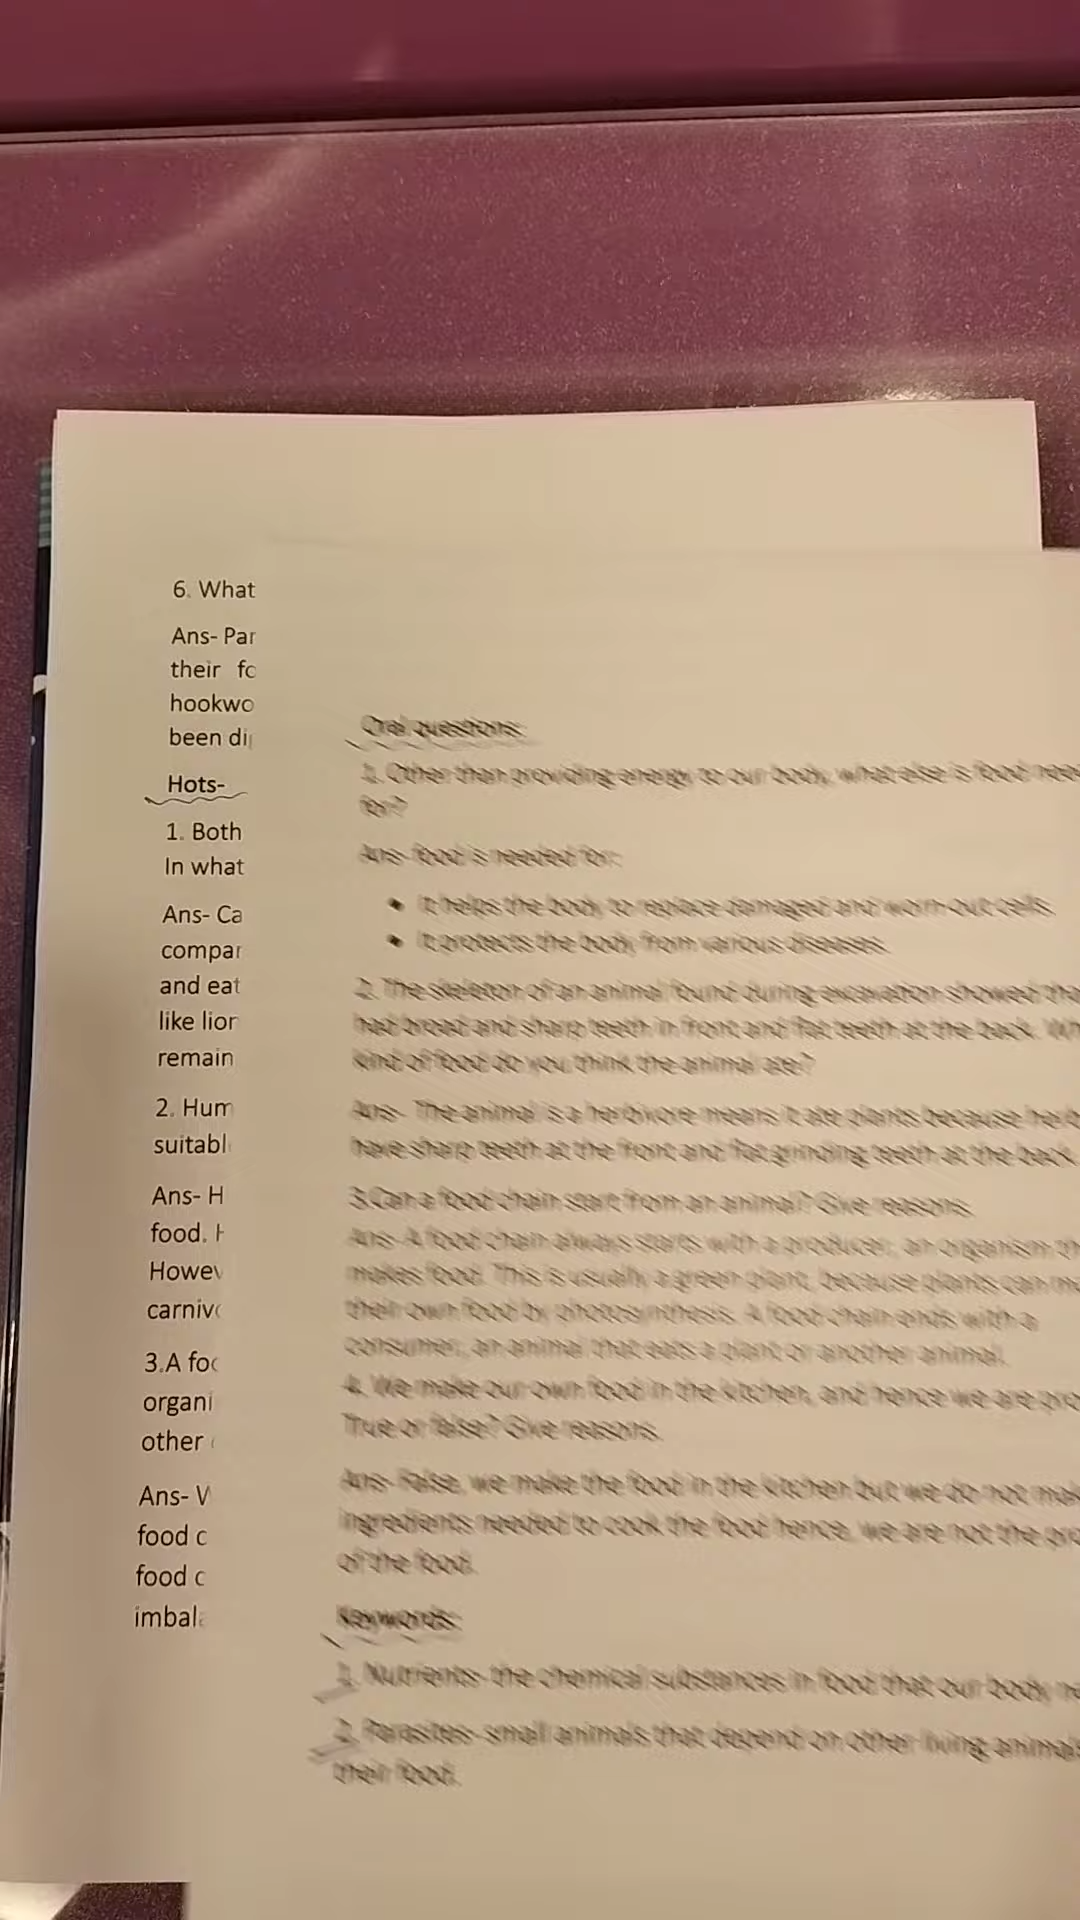 6. What
Ans- Par
their fo
hookwo
been di
Hots-
1. Both
In what
Ans- Ca
compar
and eat
like lion
remain
2. Hum
suitabl
Ans- H
food. H
Howev
carnivo
3.A foo
organi
other
Ans- W
food c
food c
imbala
Oral questions:
1. Other than providing energy to our body, what else is food nee
for?
Ans- food is needed for:
• It helps the body to replace damaged and worn-out cells.
• It protects the body from various diseases.
2. The skeleton of an animal found during excavation showed tha
had broad and sharp teeth in front and flat teeth at the back. Wh
kind of food do you think the animal ate?
Ans- The animal is a herbivore means it ate plants because herb
have sharp teeth at the front and flat grinding teeth at the back.
3.Can a food chain start from an animal? Give reasons.
Ans- A food chain always starts with a producer, an organism th
makes food. This is usually a green plant, because plants can m
their own food by photosynthesis. A food chain ends with a
consumer, an animal that eats a plant or another animal.
4. We make our own food in the kitchen, and hence we are pro
True or false? Give reasons.
Ans- False, we make the food in the kitchen but we do not mak
ingredients needed to cook the food hence, we are not the pro
of the food.
Keywords:
1. Nutrients- the chemical substances in food that our body ne
2. Parasites- small animals that depend on other living animals
their food.